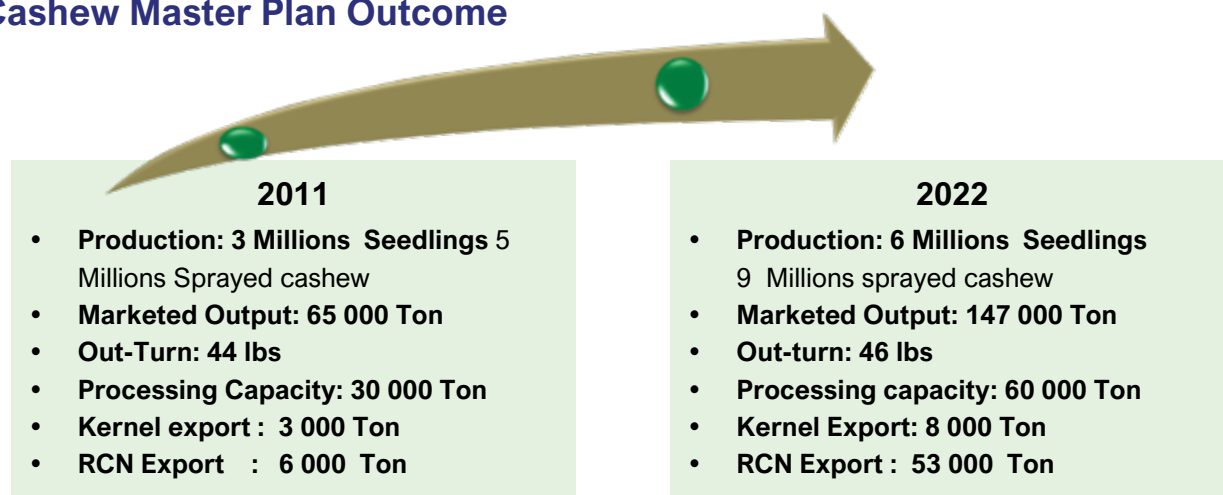 Cashew Master Plan Outcome
2011
• Production: 3 Millions Seedlings 5
Millions Sprayed cashew
• Marketed Output: 65 000 Ton
• Out-Turn: 44 lbs
• Processing Capacity: 30 000 Ton
• Kernel export : 3 000 Ton
• RCN Export : 6 000 Ton
2022
• Production: 6 Millions Seedlings
9 Millions sprayed cashew
• Marketed Output: 147 000 Ton
• Out-turn: 46 lbs
• Processing capacity: 60 000 Ton
• Kernel Export: 8 000 Ton
• RCN Export : 53 000 Ton